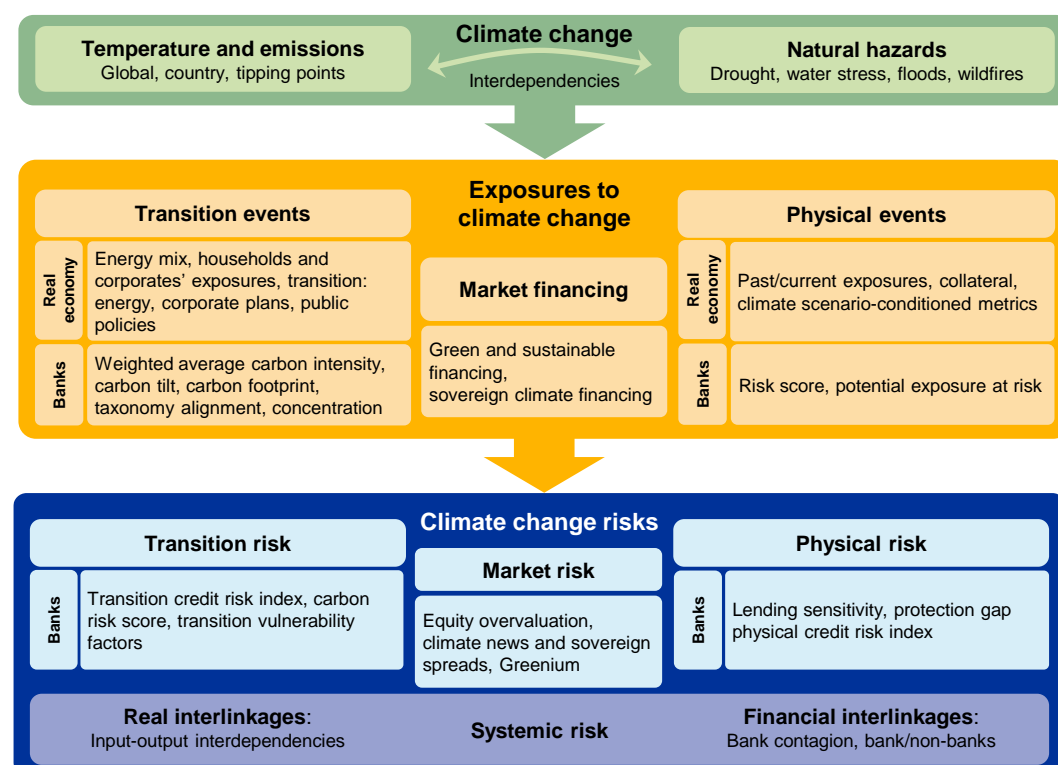 Climate change
Temperature and emissions
Global, country, tipping points
Interdependencies
Natural hazards
Drought, water stress, floods, wildfires
Exposures to
climate change
Transition events
Real
economy
Energy mix, households and
corporates’ exposures, transition:
energy, corporate plans, public
policies
Banks
Weighted average carbon intensity,
carbon tilt, carbon footprint,
taxonomy alignment, concentration
Market financing
Green and sustainable
financing,
sovereign climate financing
Physical events
Real
economy
Past/current exposures, collateral,
climate scenario-conditioned metrics
Banks
Risk score, potential exposure at risk
Climate change risks
Transition risk
Banks
Transition credit risk index, carbon
risk score, transition vulnerability
factors
Market risk
Equity overvaluation,
climate news and sovereign
spreads, Greenium
Physical risk
Banks
Lending sensitivity, protection gap
physical credit risk index
Real interlinkages:
Input-output interdependencies
Systemic risk
Financial interlinkages:
Bank contagion, bank/non-banks